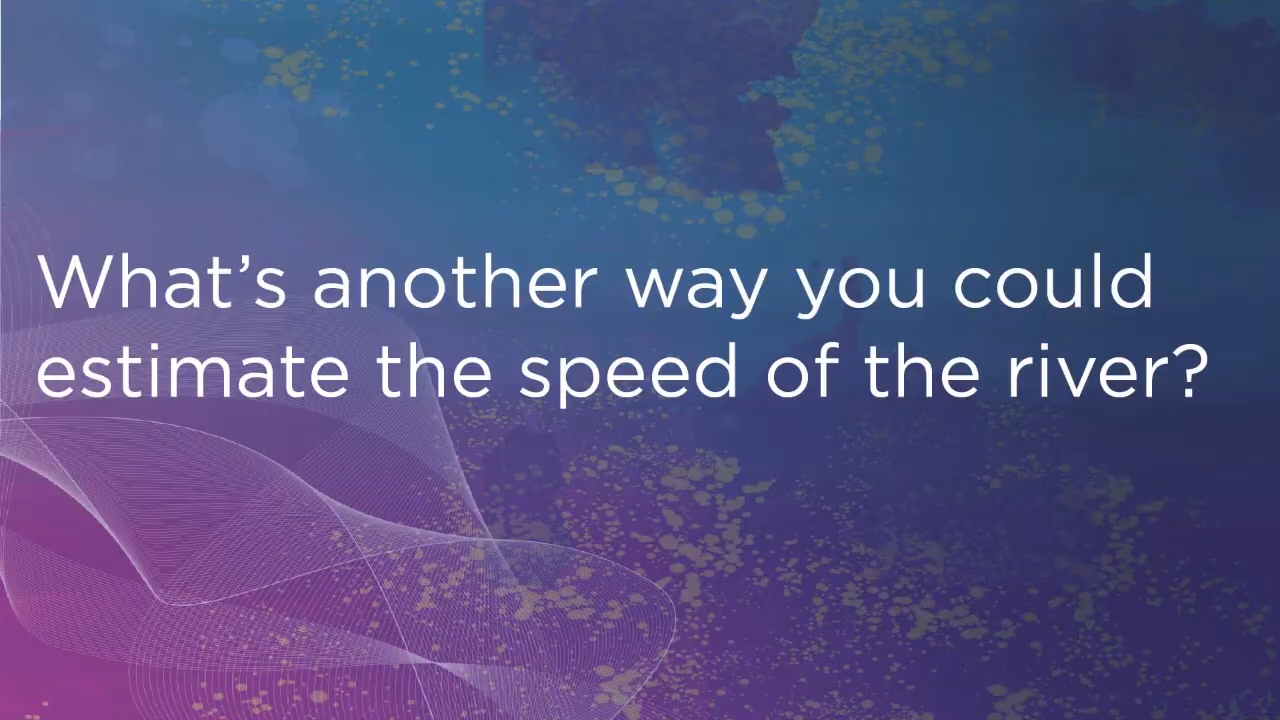 What’s another way you could
estimate the speed of the river?